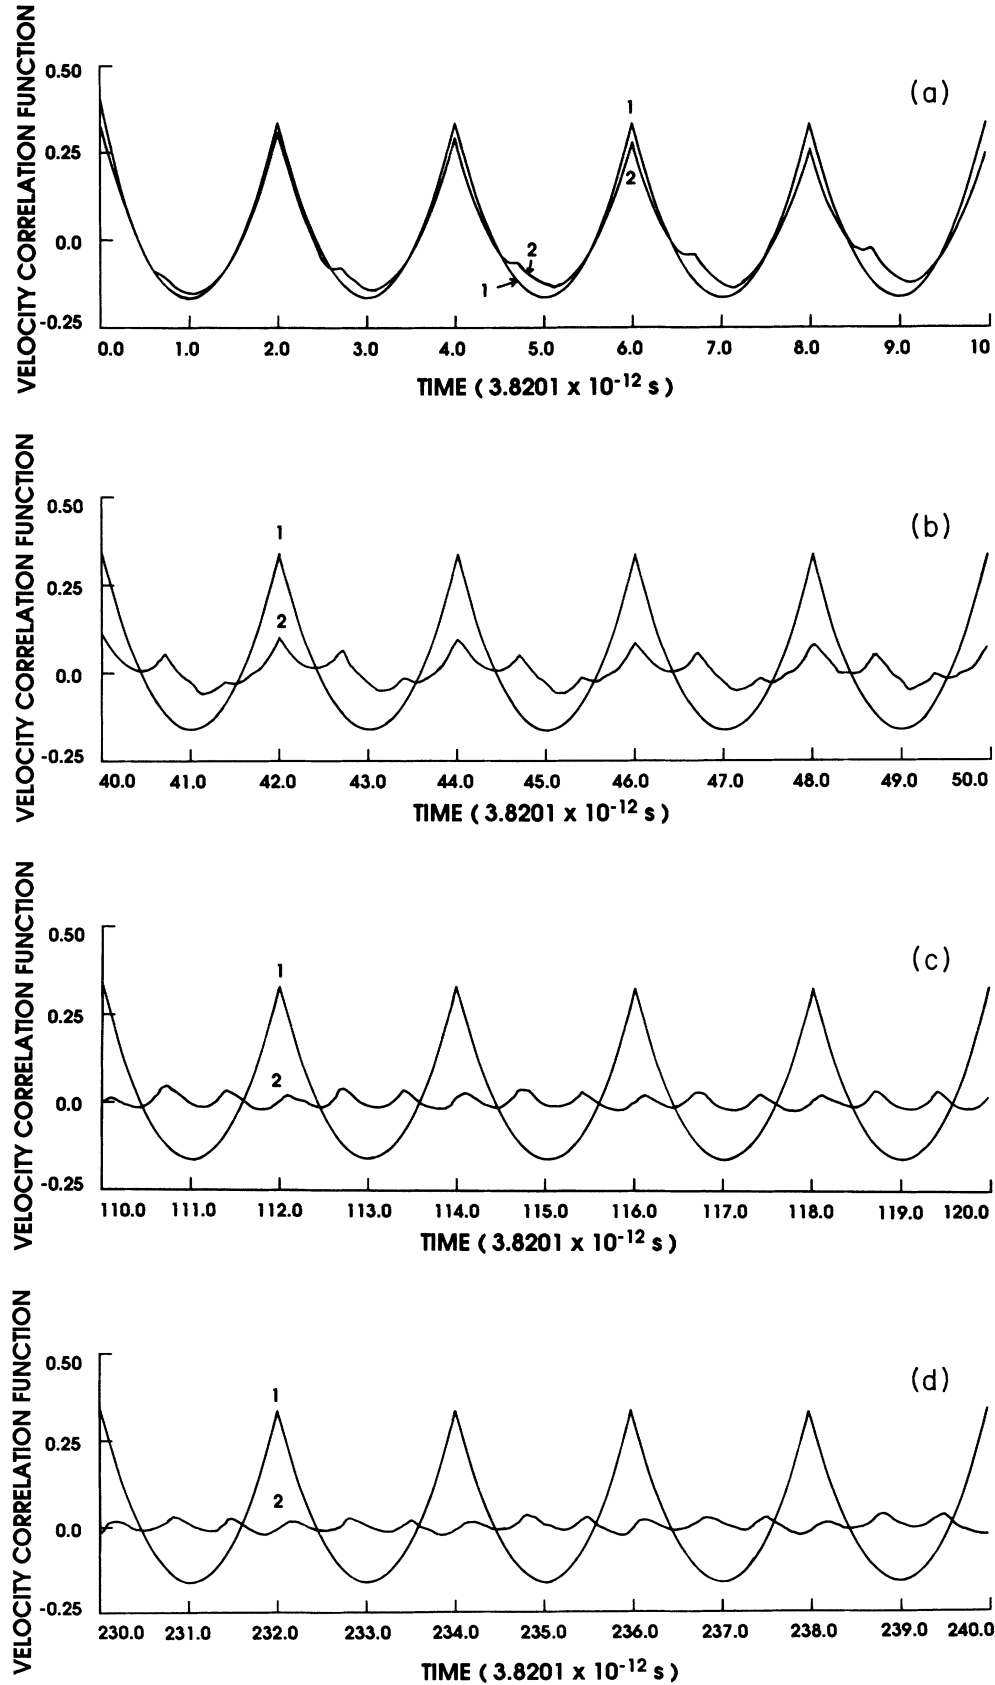 VELOCITY CORRELATION FUNCTION
0.50
0.25
0.0
-0.25
(a)
1
2
2
1
0.0 1.0 2.0 3.0 4.0 5.0 6.0 7.0 8.0 9.0 10
TIME ( 3.8201 x 10-12 s )
VELOCITY CORRELATION FUNCTION
0.50
0.25
0.0
-0.25
(b)
1
2
40.0 41.0 42.0 43.0 44.0 45.0 46.0 47.0 48.0 49.0 50.0
TIME ( 3.8201 x 10-12 s )
VELOCITY CORRELATION FUNCTION
0.50
0.25
0.0
-0.25
(c)
1
2
110.0 111.0 112.0 113.0 114.0 115.0 116.0 117.0 118.0 119.0 120.0
TIME ( 3.8201 x 10-12 s )
VELOCITY CORRELATION FUNCTION
0.50
0.25
0.0
-0.25
(d)
1
2
230.0 231.0 232.0 233.0 234.0 235.0 236.0 237.0 238.0 239.0 240.0
TIME ( 3.8201 x 10-12 s )